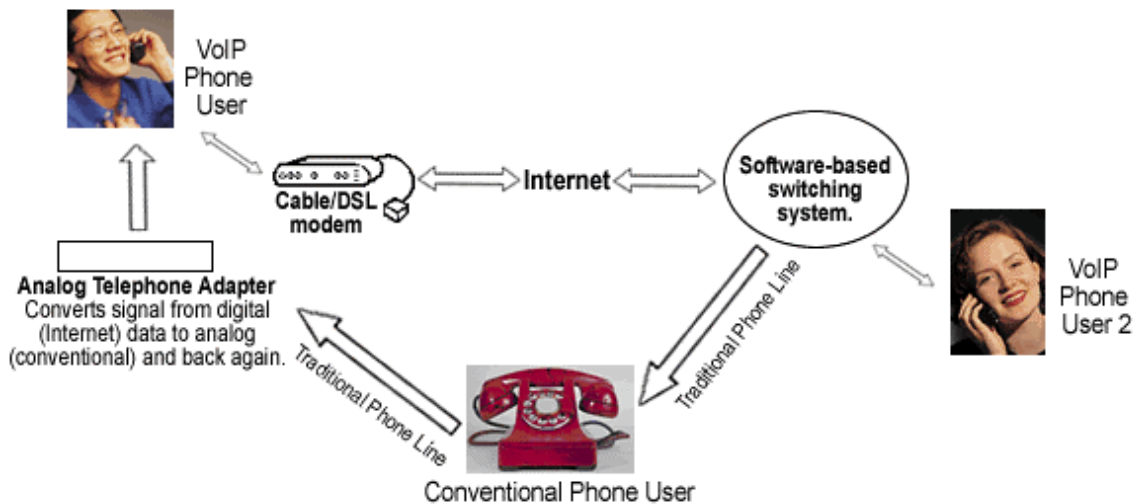 VoIP
Phone
User
Cable/DSL
modem
Internet
Software-based
switching
system.
VoIP
Phone
User 2
Analog Telephone Adapter
Converts signal from digital
(Internet) data to analog
(conventional) and back again.
Traditional Phone Line
Traditional Phone Line
Conventional Phone User